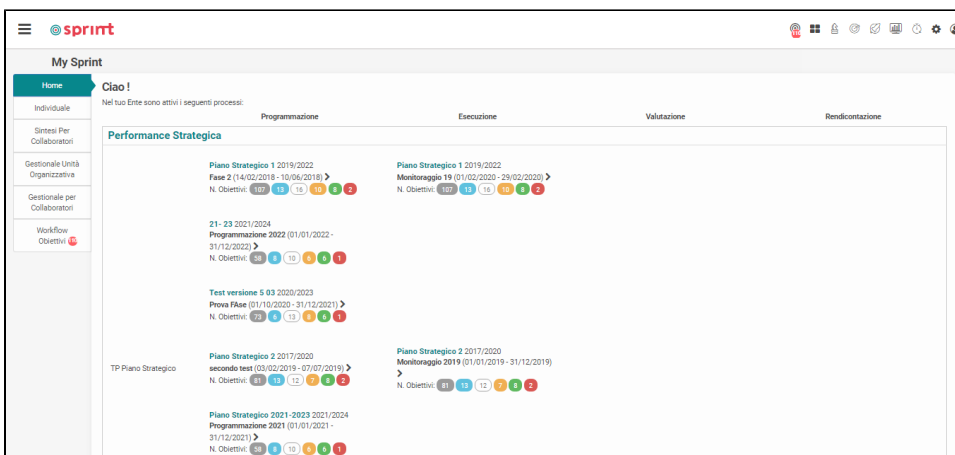 sprint
My Sprint
Home
Individuale
Sintesi Per
Collaboratori
Gestionale Unità
Organizzativa
Gestionale per
Collaboratori
Workflow
Obiettivi
Ciao !
Nel tuo Ente sono attivi i seguenti processi:
Programmazione Esecuzione Valutazione Rendicontazione
Performance Strategica
TP Piano Strategico
Piano Strategico 1 2019/2022
Fase 2 (14/02/2018 - 10/06/2018)
N. Obiettivi: 107 13 16 10 8 2
Piano Strategico 1 2019/2022
Monitoraggio 19 (01/02/2020 - 29/02/2020)
N. Obiettivi: 107 13 16 10 8 2
21- 23 2021/2024
Programmazione 2022 (01/01/2022 -
31/12/2022)
N. Obiettivi: 58 8 10 6 6 1
Test versione 5 03 2020/2023
Prova FAse (01/10/2020 - 31/12/2021)
N. Obiettivi: 73 6 13 8 6 1
Piano Strategico 2 2017/2020
secondo test (03/02/2019 - 07/07/2019)
N. Obiettivi: 81 13 12 7 8 2
Piano Strategico 2 2017/2020
Monitoraggio 2019 (01/01/2019 - 31/12/2019)
N. Obiettivi: 81 13 12 7 8 2
Piano Strategico 2021-2023 2021/2024
Programmazione 2021 (01/01/2021 -
31/12/2021)
N. Obiettivi: 58 8 10 6 6 1